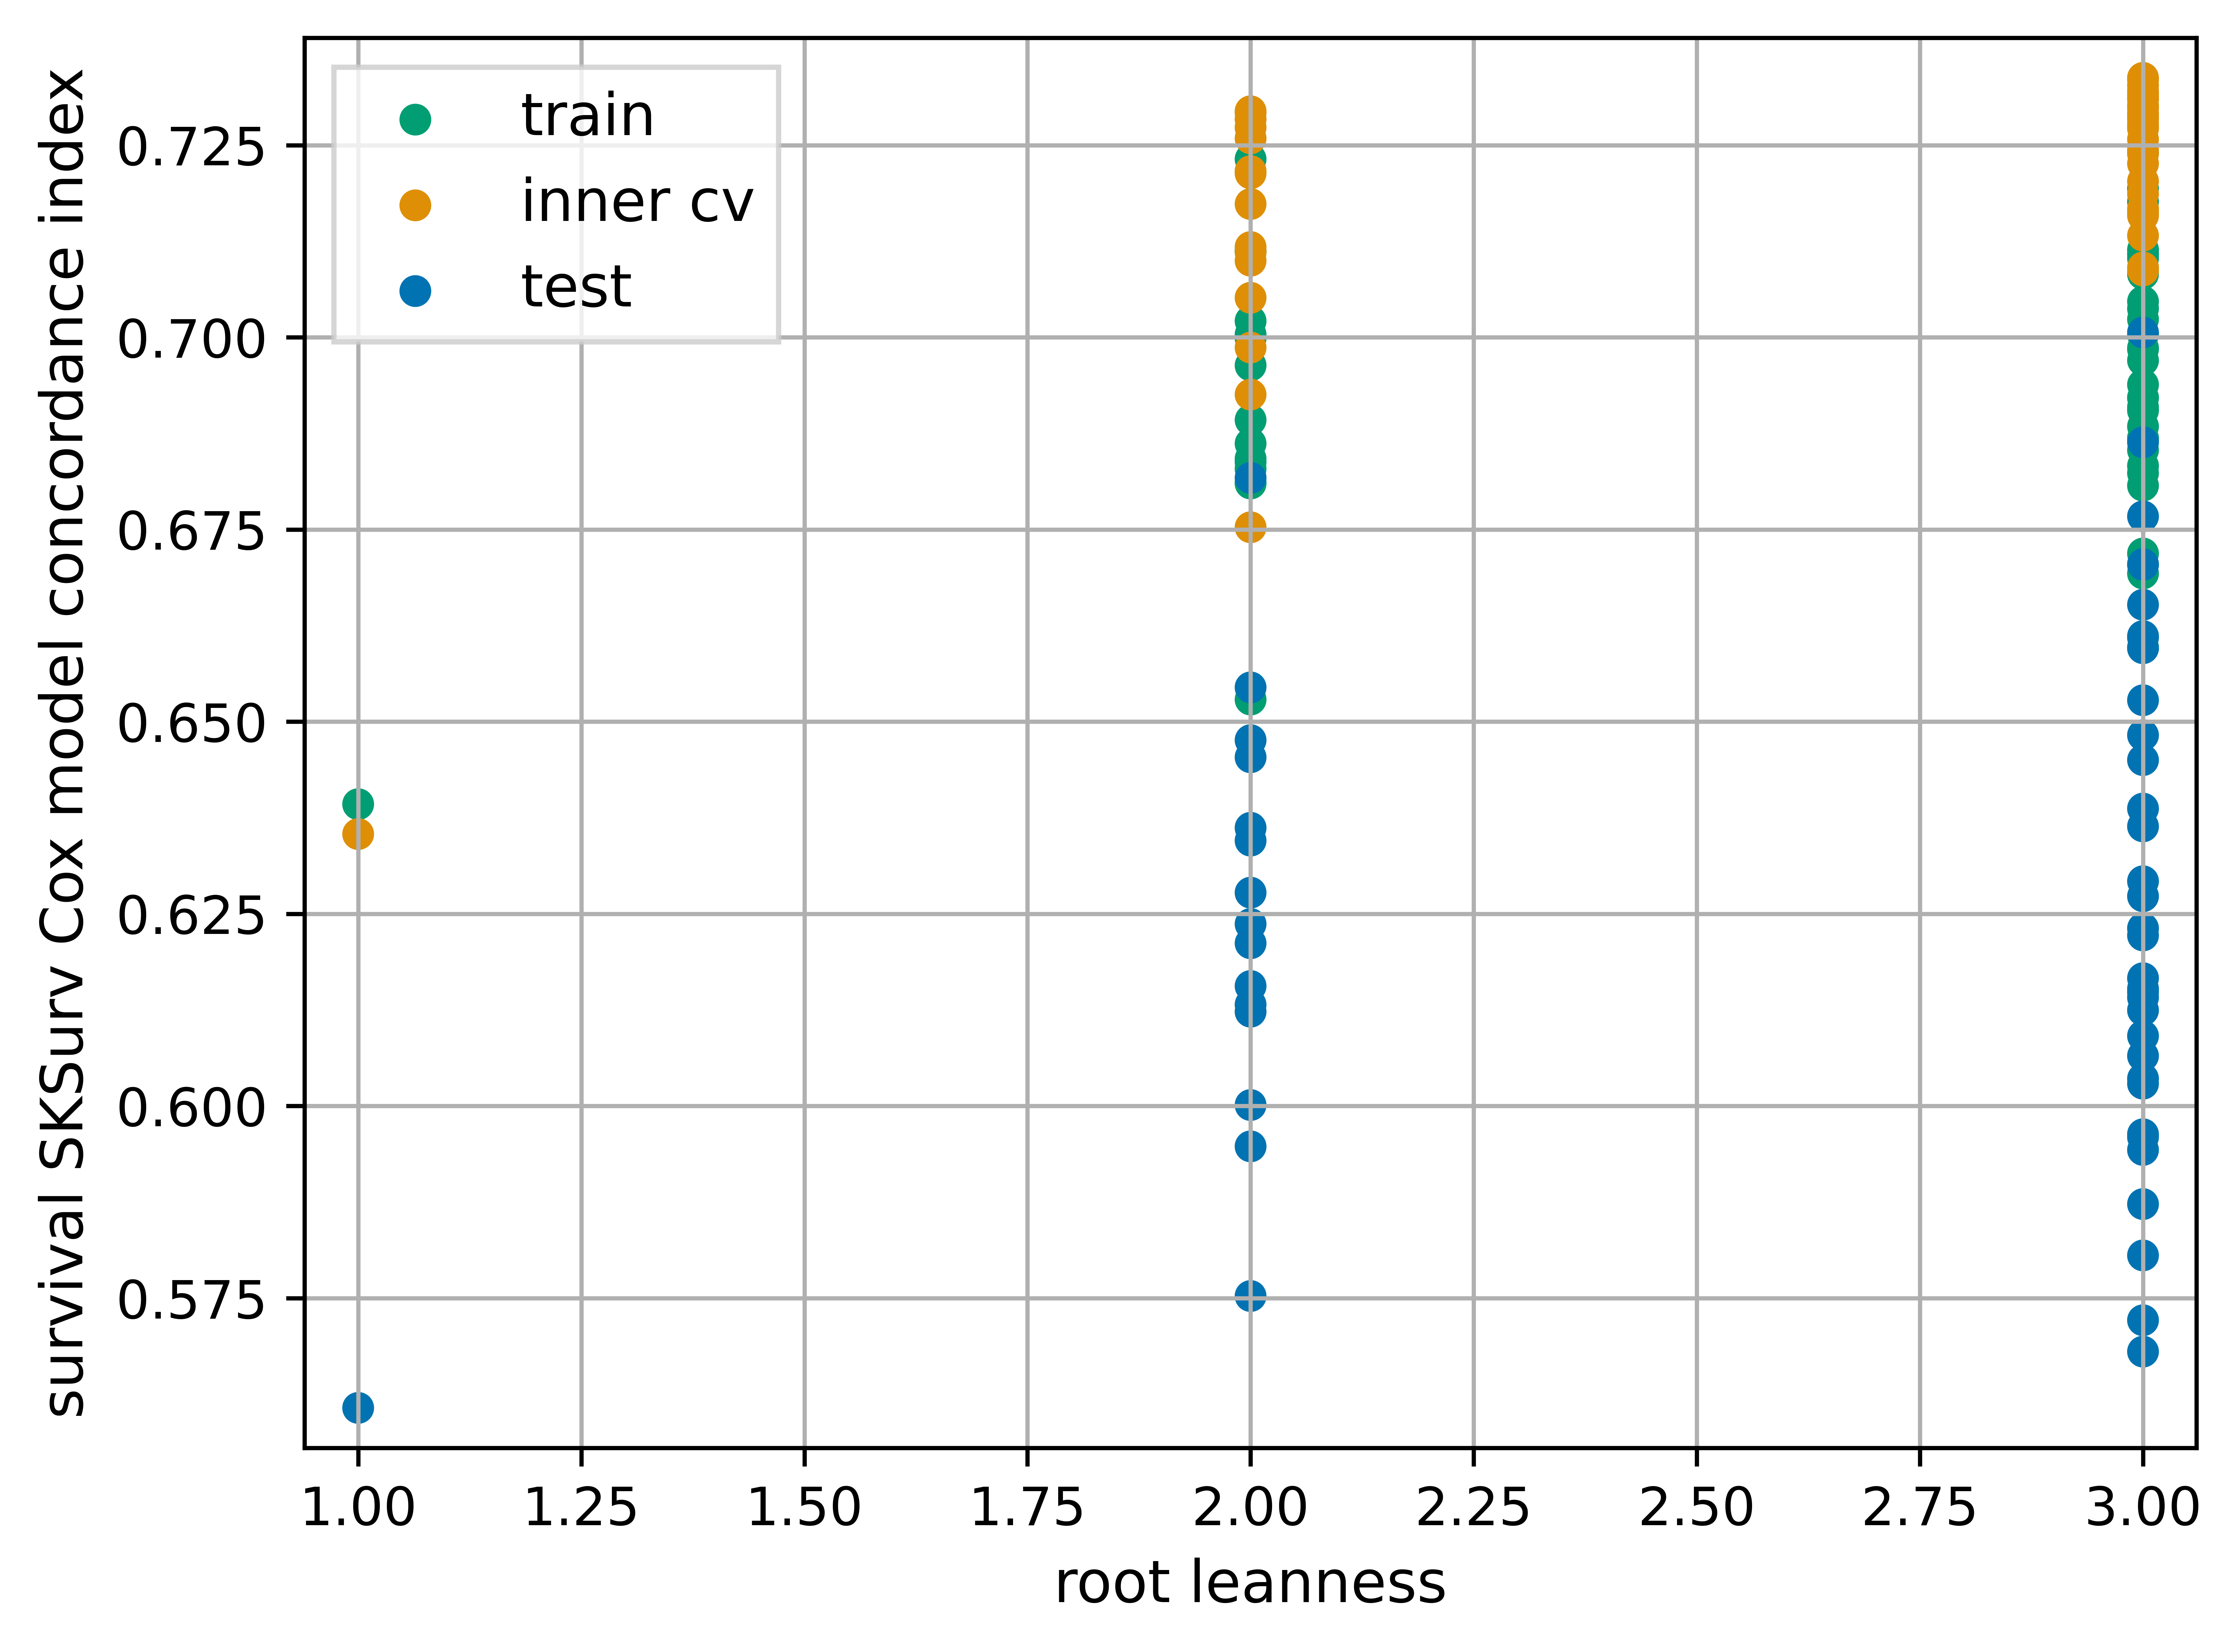 survival SKSurv Cox model concordance index
train
inner cv
test
0.725
0.700
0.675
0.650
0.625
0.600
0.575
1.00 1.25 1.50 1.75 2.00 2.25 2.50 2.75 3.00
root leanness